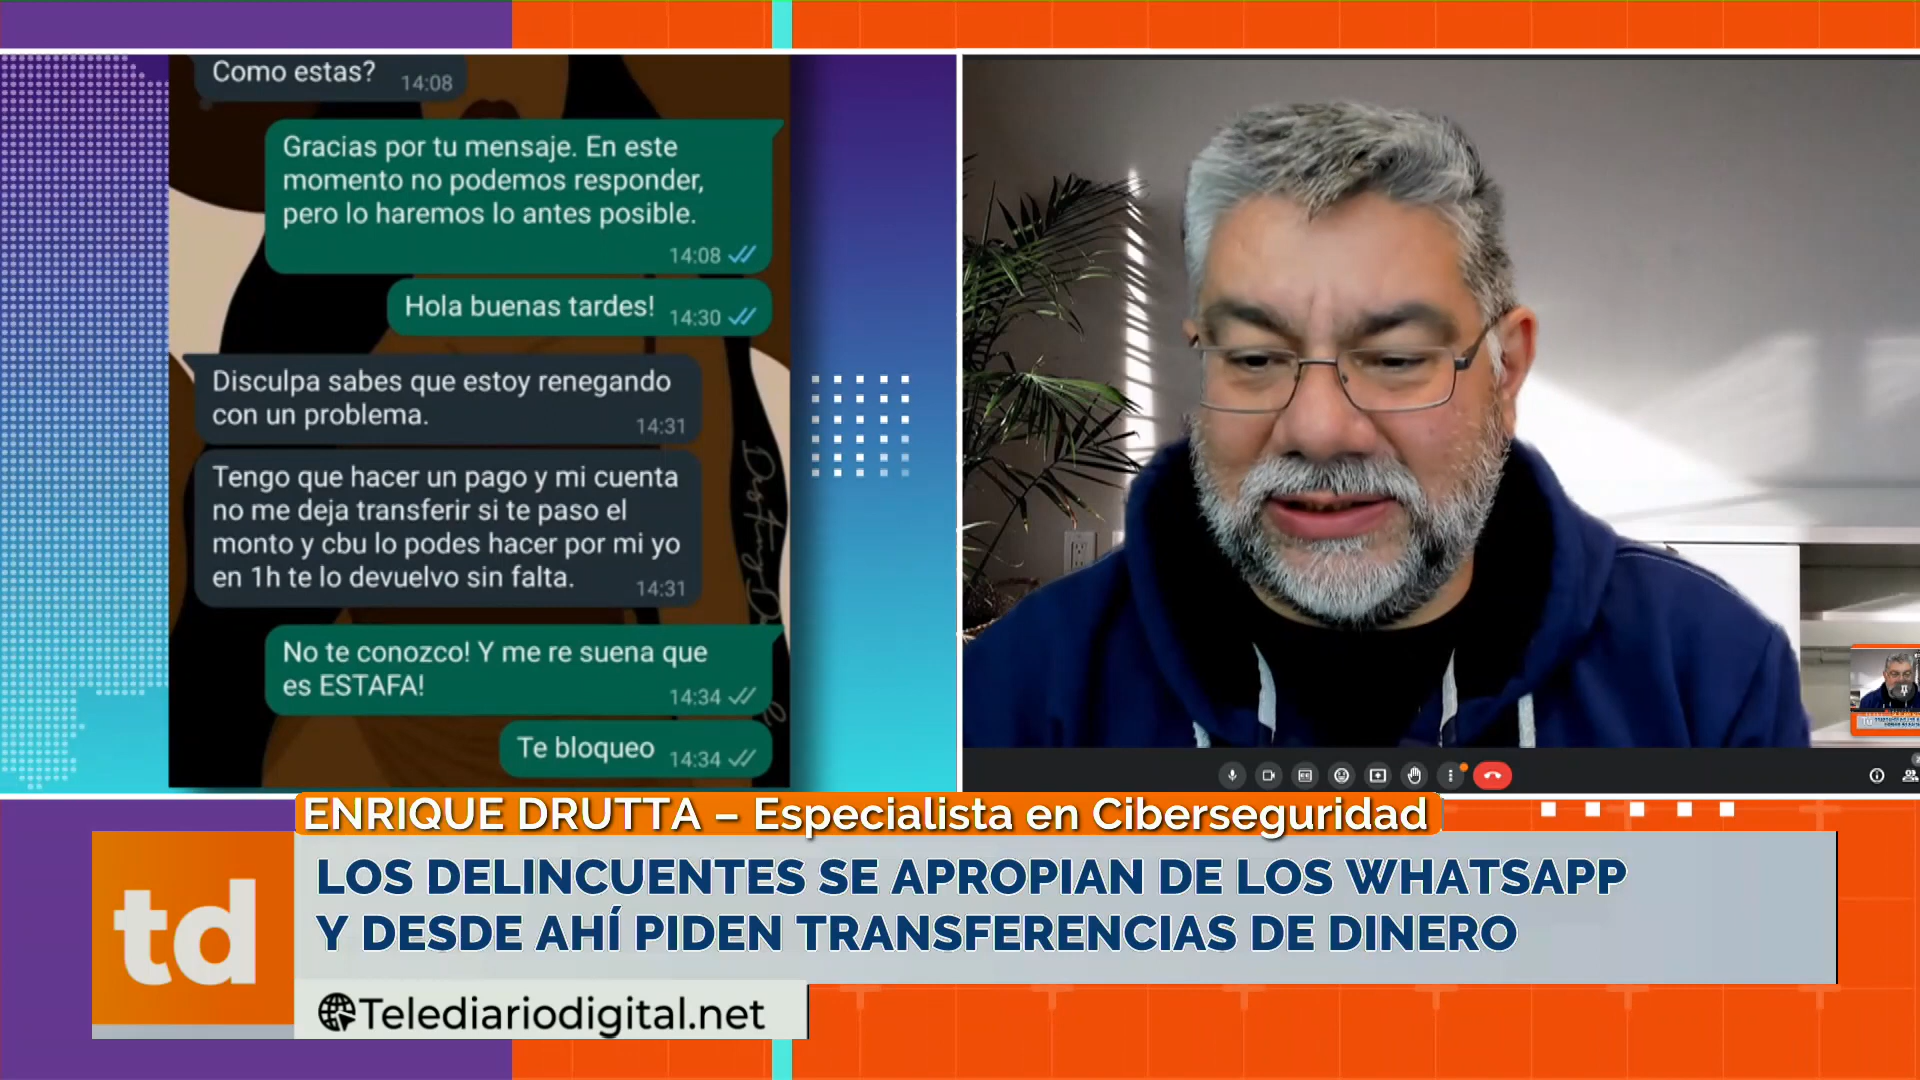 Como estas?
14:08
Gracias por tu mensaje. En este
momento no podemos responder,
pero lo haremos lo antes posible.
14:08
Hola buenas tardes!
14:30
Disculpa sabes que estoy renegando
con un problema.
14:31
Tengo que hacer un pago y mi cuenta
no me deja transferir si te paso el
monto y cbu lo podes hacer por mi yo
en 1h te lo devuelvo sin falta.
14:31
No te conozco! Y me re suena que
es ESTAFA!
14:34
Te bloqueo
14:34
ENRIQUE DRUTTA – Especialista en Ciberseguridad
td
LOS DELINCUENTES SE APROPIAN DE LOS WHATSAPP
Y DESDE AHÍ PIDEN TRANSFERENCIAS DE DINERO
Telediariodigital.net